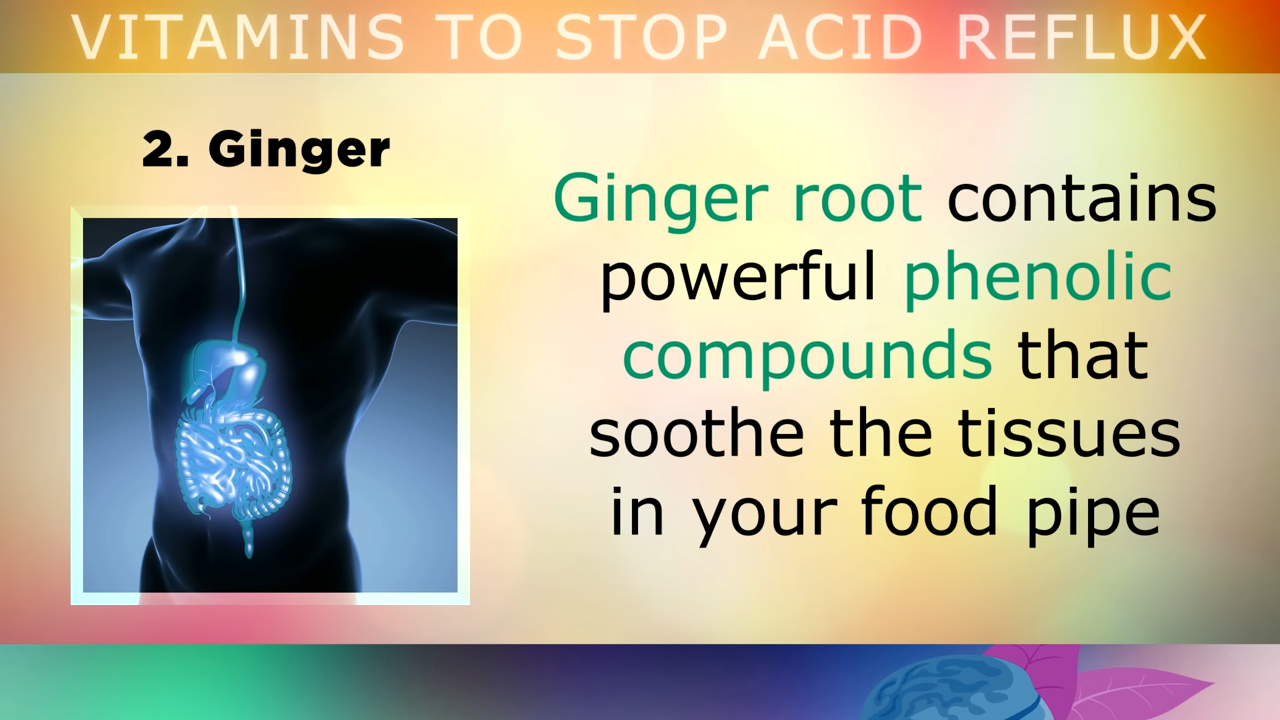 VITAMINS TO STOP ACID REFLUX
2. Ginger
Ginger root contains
powerful phenolic
compounds that
soothe the tissues
in your food pipe